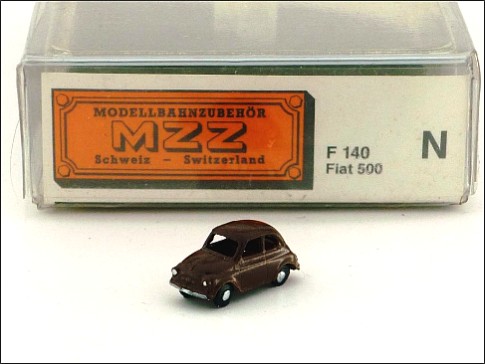 MODELLBAHNZUBEHÖR
MZZ
Schweiz – Switzerland
F 140
Fiat 500
N